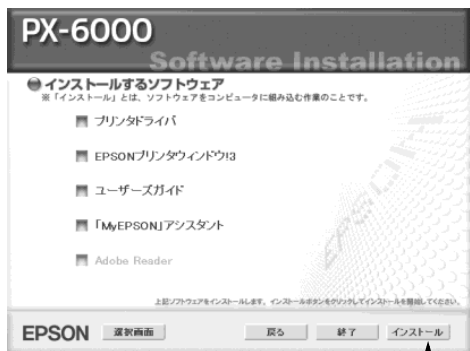 PX-6000
Software Installation
インストールするソフトウェア
※「インストール」とは、ソフトウェアをコンピュータに組み込む作業のことです。
プリンタドライバ
EPSONプリンタウィンドウ!3
ユーザーズガイド
「MyEPSON」アシスタント
Adobe Reader
EPSON
上記ソフトウェアをインストールします。インストールボタンをクリックしてインストールを開始してください。
EPSON 選択画面 戻る 終了 インストール